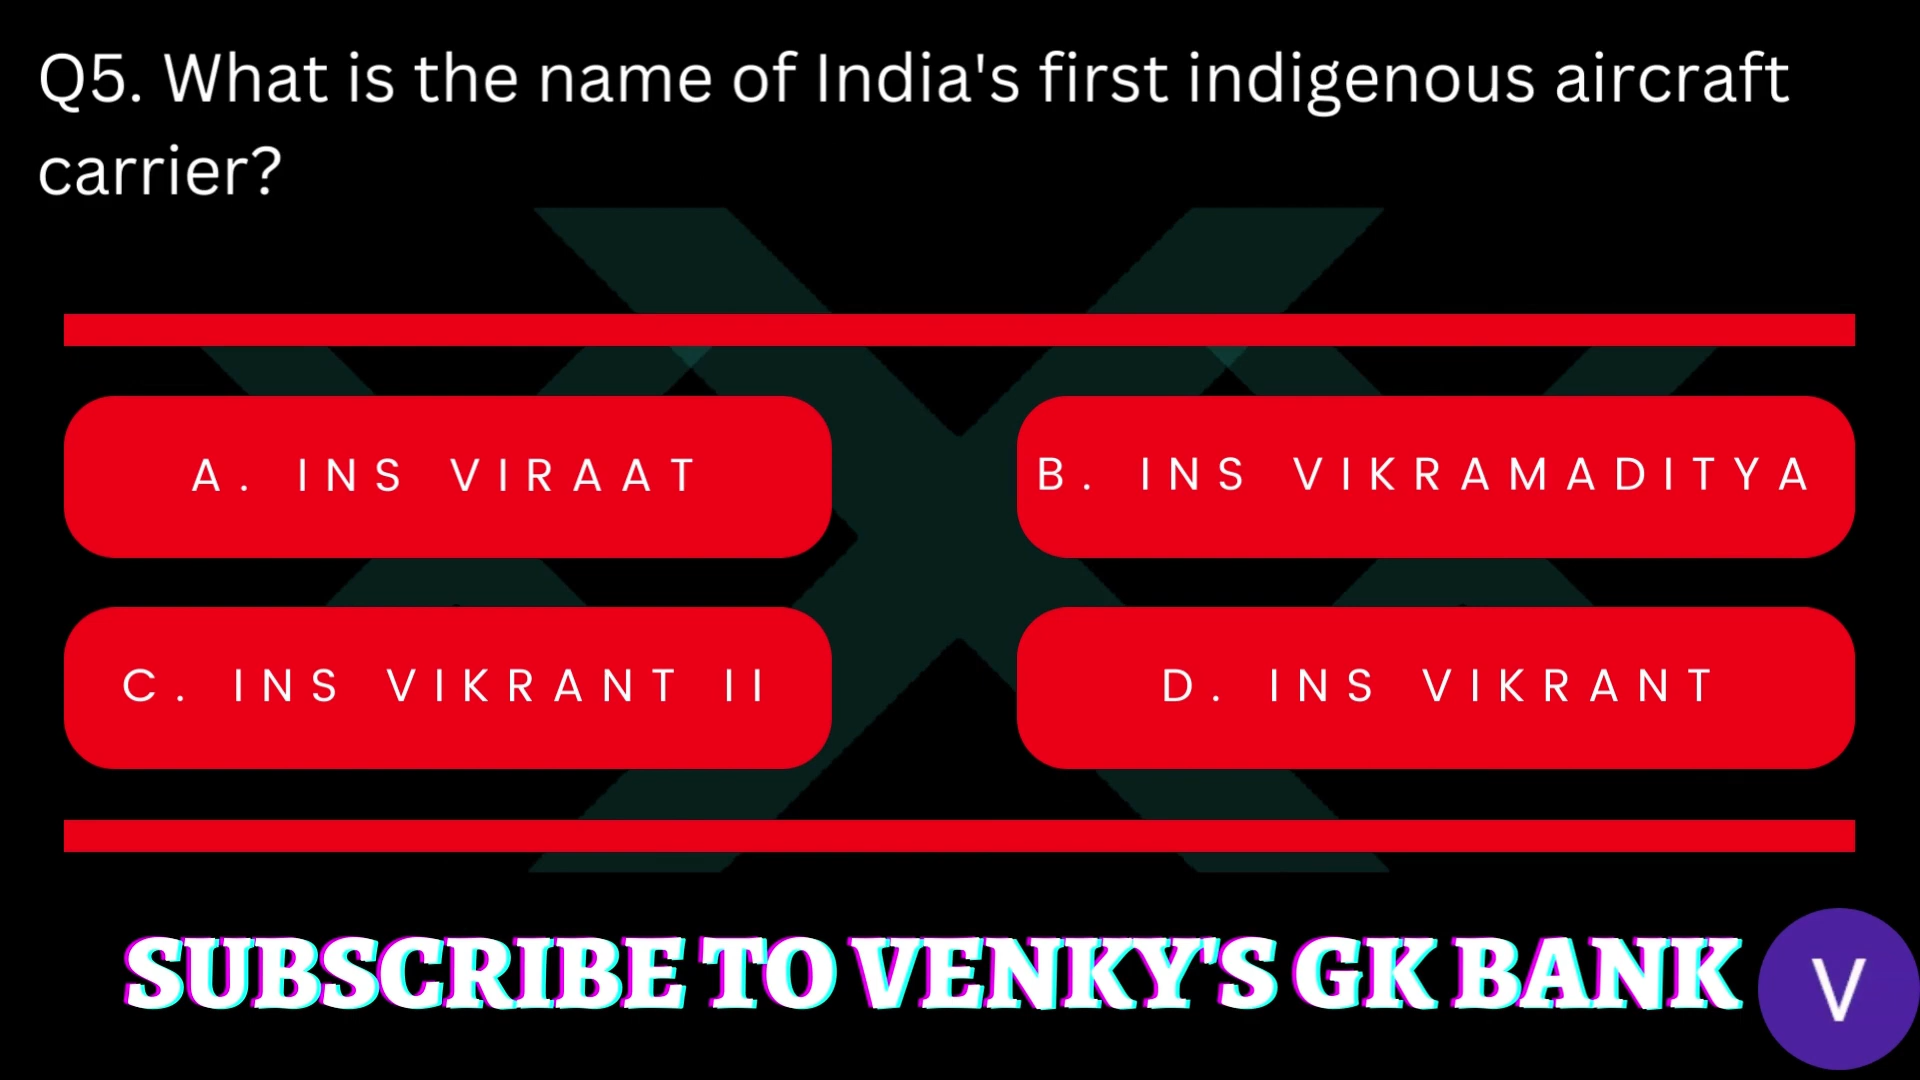 Q5. What is the name of India's first indigenous aircraft
carrier?
A. INS VIRAAT
B. INS VIKRAMADITYA
C. INS VIKRANT II
D. INS VIKRANT
SUBSCRIBE TO VENKY'S GK BANK
V